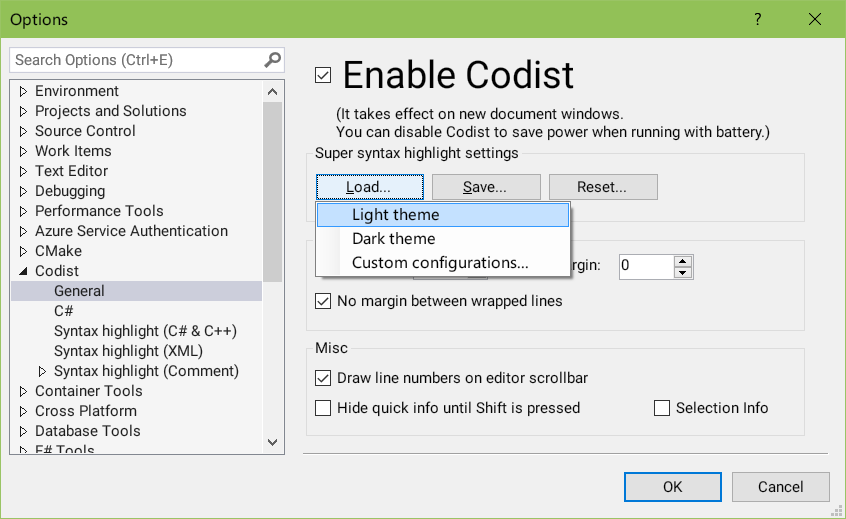 Options
?
Search Options (Ctrl+E)
Environment
Projects and Solutions
Source Control
Work Items
Text Editor
Debugging
Performance Tools
Azure Service Authentication
CMake
Codist
General
C#
Syntax highlight (C# & C++)
Syntax highlight (XML)
Syntax highlight (Comment)
Container Tools
Cross Platform
Database Tools
F# Tools
Enable Codist
(It takes effect on new document windows.
You can disable Codist to save power when running with battery.)
Super syntax highlight settings
Load... Save... Reset...
Light theme
Dark theme
Custom configurations...
0
No margin between wrapped lines
Misc
Draw line numbers on editor scrollbar
Hide quick info until Shift is pressed Selection Info
OK Cancel